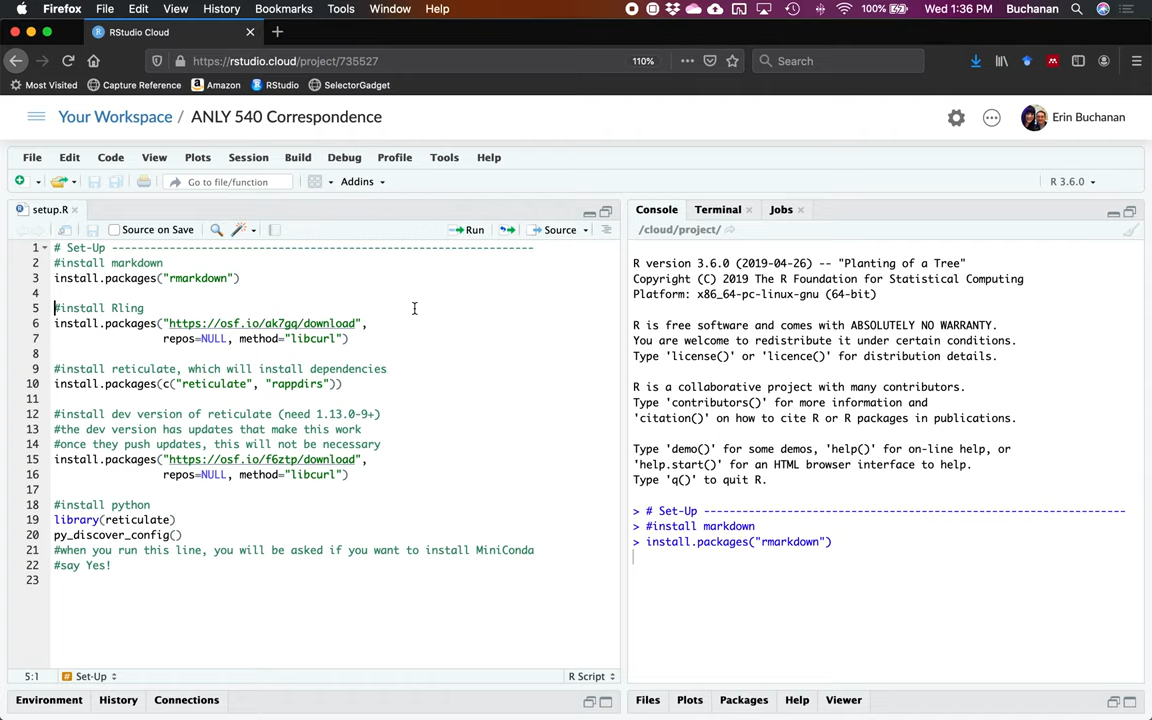 Firefox File Edit View History Bookmarks Tools Window Help 100% Wed 1:36 PM Buchanan
RStudio Cloud
https://rstudio.cloud/project/735527 110% Search
Most Visited Capture Reference Amazon RStudio SelectorGadget
Your Workspace / ANLY 540 Correspondence Erin Buchanan
File Edit Code View Plots Session Build Debug Profile Tools Help
Go to file/function Addins R 3.6.0
setup.R
Source on Save Run Source
1 # Set-Up ----------------------------------------------------------------
2 #install markdown
3 install.packages("rmarkdown")
4
5 #install Rling
6 install.packages("https://osf.io/ak7gq/download",
7 repos=NULL, method="libcurl")
8
9 #install reticulate, which will install dependencies
10 install.packages(c("reticulate", "rappdirs"))
11
12 #install dev version of reticulate (need 1.13.0-9+)
13 #the dev version has updates that make this work
14 #once they push updates, this will not be necessary
15 install.packages("https://osf.io/f6ztp/download",
16 repos=NULL, method="libcurl")
17
18 #install python
19 library(reticulate)
20 py_discover_config()
21 #when you run this line, you will be asked if you want to install MiniConda
22 #say Yes!
23
5:1 # Set-Up R Script
Environment History Connections
Console Terminal Jobs
/cloud/project/
R version 3.6.0 (2019-04-26) -- "Planting of a Tree"
Copyright (C) 2019 The R Foundation for Statistical Computing
Platform: x86_64-pc-linux-gnu (64-bit)
R is free software and comes with ABSOLUTELY NO WARRANTY.
You are welcome to redistribute it under certain conditions.
Type 'license()' or 'licence()' for distribution details.
R is a collaborative project with many contributors.
Type 'contributors()' for more information and
'citation()' on how to cite R or R packages in publications.
Type 'demo()' for some demos, 'help()' for on-line help, or
'help.start()' for an HTML browser interface to help.
Type 'q()' to quit R.
> # Set-Up ----------------------------------------------------------------
> #install markdown
> install.packages("rmarkdown")
Files Plots Packages Help Viewer